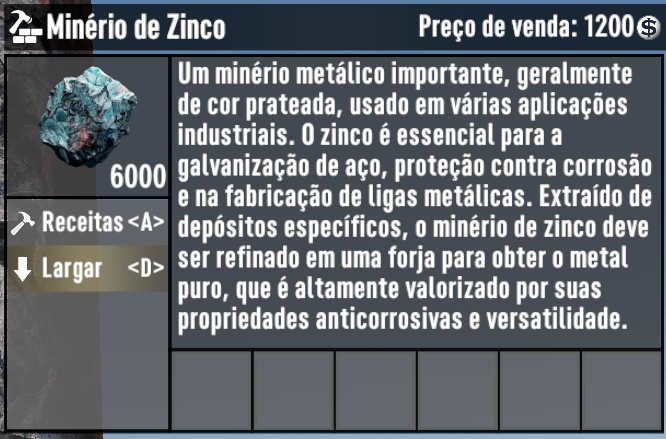 Minério de Zinco
Preço de venda: 1200
Um minério metálico importante, geralmente
de cor prateada, usado em várias aplicações
industriais. O zinco é essencial para a
galvanização de aço, proteção contra corrosão
e na fabricação de ligas metálicas. Extraído de
depósitos específicos, o minério de zinco deve
ser refinado em uma forja para obter o metal
puro, que é altamente valorizado por suas
propriedades anticorrosivas e versatilidade.
6000
Receitas <A>
Largar <D>